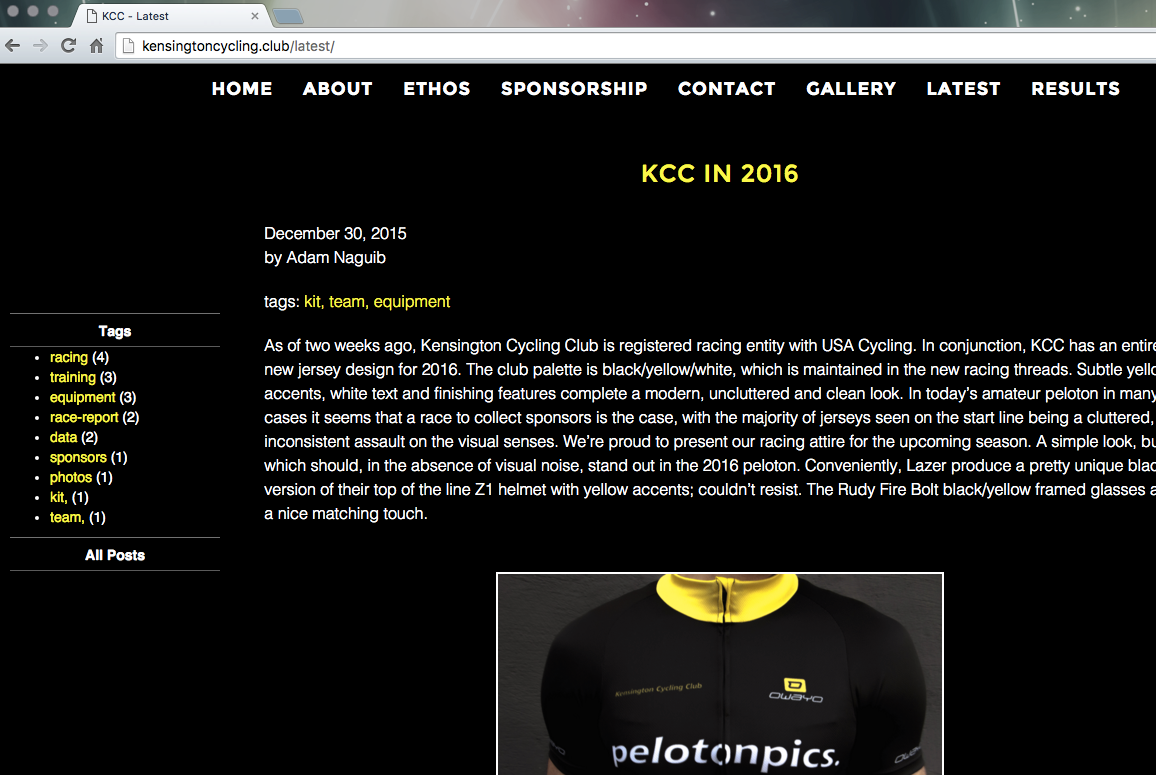 KCC - Latest
kensingtoncycling.club/latest/
HOME ABOUT ETHOS SPONSORSHIP CONTACT GALLERY LATEST RESULTS
KCC IN 2016
December 30, 2015
by Adam Naguib
tags: kit, team, equipment
Tags
racing (4)
training (3)
equipment (3)
race-report (2)
data (2)
sponsors (1)
photos (1)
kit, (1)
team, (1)
All Posts
As of two weeks ago, Kensington Cycling Club is registered racing entity with USA Cycling. In conjunction, KCC has an entire
new jersey design for 2016. The club palette is black/yellow/white, which is maintained in the new racing threads. Subtle yello
accents, white text and finishing features complete a modern, uncluttered and clean look. In today's amateur peloton in many
cases it seems that a race to collect sponsors is the case, with the majority of jerseys seen on the start line being a cluttered,
inconsistent assault on the visual senses. We're proud to present our racing attire for the upcoming season. A simple look, bu
which should, in the absence of visual noise, stand out in the 2016 peloton. Conveniently, Lazer produce a pretty unique blac
version of their top of the line Z1 helmet with yellow accents; couldn't resist. The Rudy Fire Bolt black/yellow framed glasses a
a nice matching touch.
Kensington Cycling Club
owayo
pelotonpics.